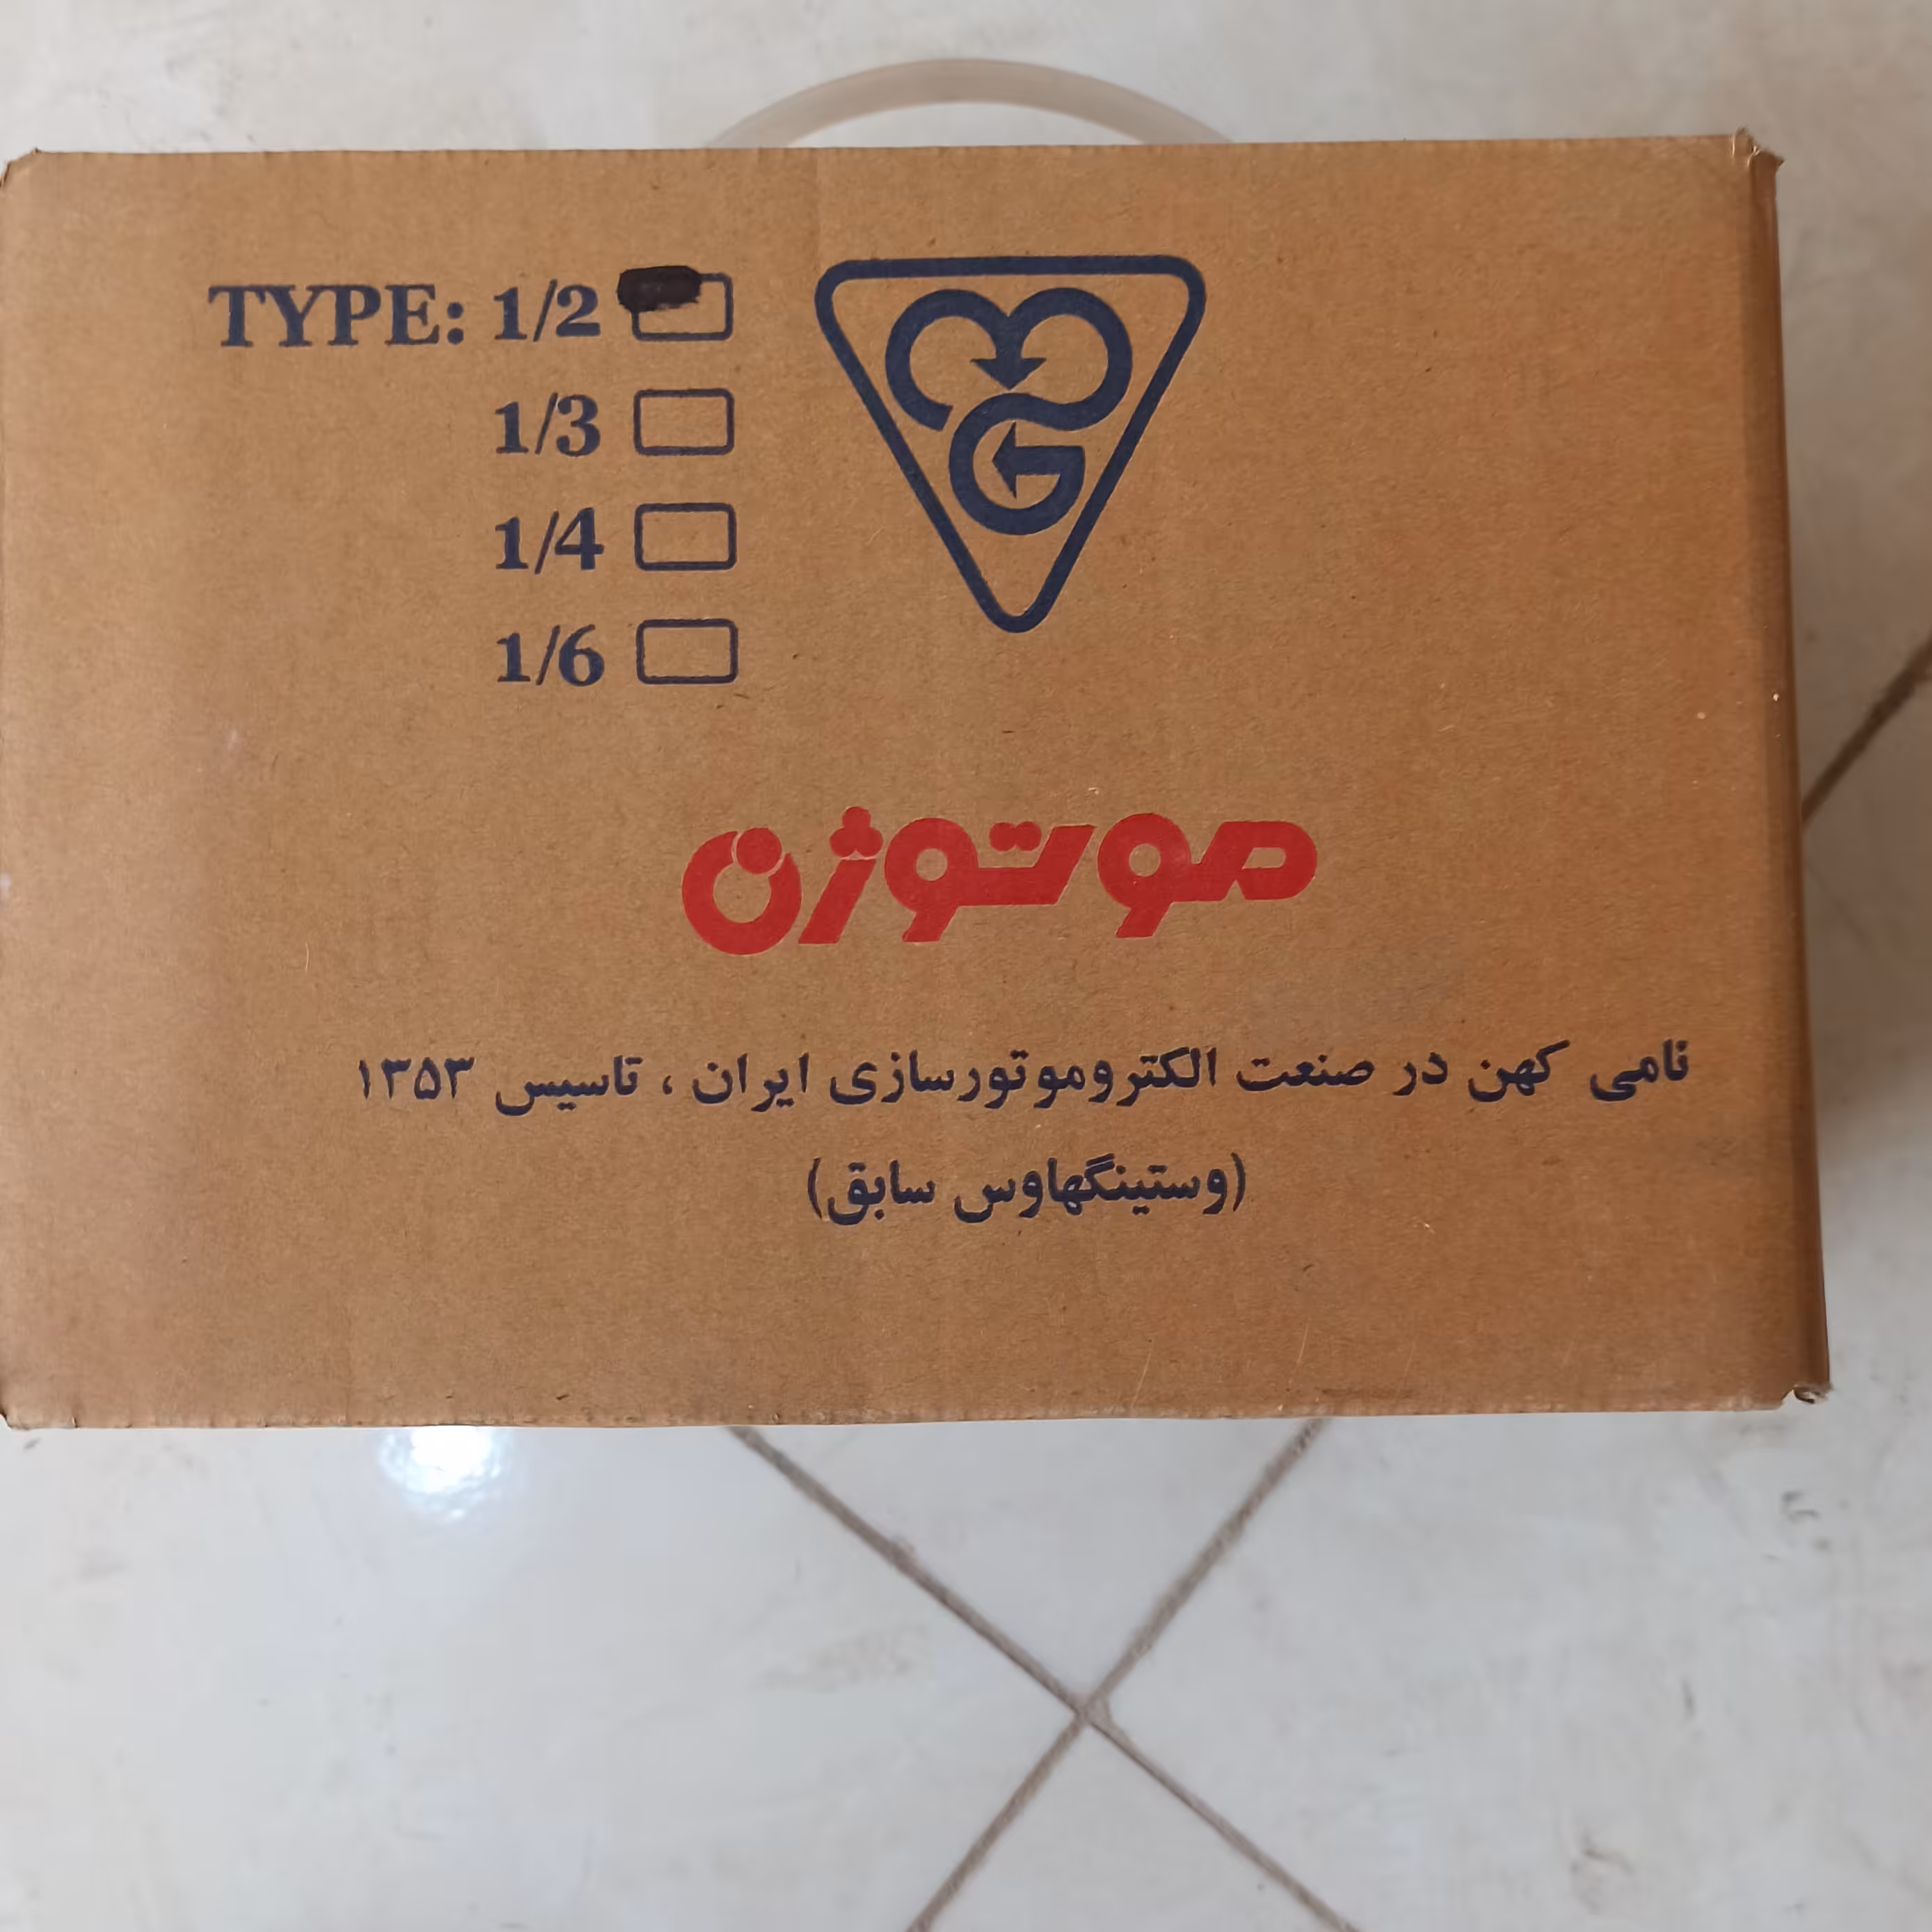 TYPE: 1/2
1/3
1/4
1/6
موتوژن
نامی کهن در صنعت الکتروموتورسازی ایران ، تاسیس ۱۳۵۳
(وستینگهاوس سابق)